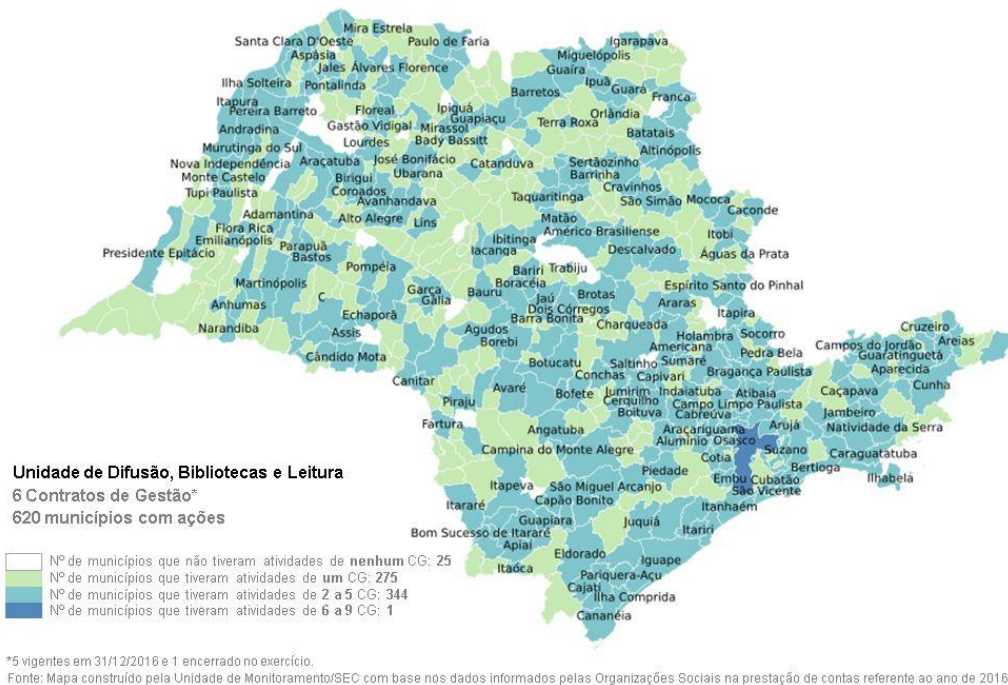 Mira Estrela
Santa Clara D'Oeste
Paulo de Faria
Igarapava
Aspásia
Miguelópolis
Jales Álvares Florence
Guaíra
Ilha Solteira
Pontalinda
Barretos
Ipuã
Guará
Itapura
Franca
Pereira Barreto
Floreal
Ipiguá
Orlândia
Guapiaçu
Andradina
Gastão Vidigal
Mirassol
Terra Roxa
Batatais
Murutinga do Sul
Lourdes
Bady Bassitt
Altinópolis
Nova Independência
Araçatuba
José Bonifácio
Catanduva
Sertãozinho
Monte Castelo
Birigui
Ubarana
Barrinha
Tupi Paulista
Coroados
Cravinhos
Avanhandava
Taquaritinga
São Simão
Mococa
Adamantina
Alto Alegre
Lins
Matão
Caconde
Flora Rica
Américo Brasiliense
Itobi
Emilianópolis
Parapuã
Ibitinga
Presidente Epitácio
Bastos
Iacanga
Descalvado
Águas da Prata
Pompéia
Bariri
Trabiju
Martinópolis
Garça
Boracéia
Espírito Santo do Pinhal
C
Gália
Bauru
Jaú
Brotas
Araras
Anhumas
Echaporã
Dois Córregos
Barra Bonita
Itapira
Narandiba
Assis
Agudos
Charqueada
Holambra
Socorro
Cruzeiro
Borebi
Americana
Campos do Jordão
Areias
Cândido Mota
Saltinho
Sumaré
Pedra Bela
Guaratinguetá
Botucatu
Conchas
Capivari
Bragança Paulista
Aparecida
Canitar
Avaré
Bofete
Jumirim
Indaiatuba
Atibaia
Caçapava
Cunha
Piraju
Cerquilho
Campo Limpo Paulista
Boituva
Cabreúva
Jambeiro
Fartura
Angatuba
Araçariguama
Arujá
Natividade da Serra
Alumínio
Osasco
Campina do Monte Alegre
Cotia
Suzano
Caraguatatuba
Piedade
Bertioga
Itapeva
São Miguel Arcanjo
Embu
Cubatão
Ilhabela
Itararé
Capão Bonito
São Vicente
Guapiara
Itanhaém
Bom Sucesso de Itararé
Juquiá
Apiaí
Itariri
Itaóca
Eldorado
Iguape
Pariquera-Açu
Cajati
Ilha Comprida
Cananéia
Unidade de Difusão, Bibliotecas e Leitura
6 Contratos de Gestão*
620 municípios com ações
Nº de municípios que não tiveram atividades de nenhum CG: 25
Nº de municípios que tiveram atividades de um CG: 275
Nº de municípios que tiveram atividades de 2 a 5 CG: 344
Nº de municípios que tiveram atividades de 6 a 9 CG: 1
*5 vigentes em 31/12/2016 e 1 encerrado no exercício.
Fonte: Mapa construído pela Unidade de Monitoramento/SEC com base nos dados informados pelas Organizações Sociais na prestação de contas referente ao ano de 2016